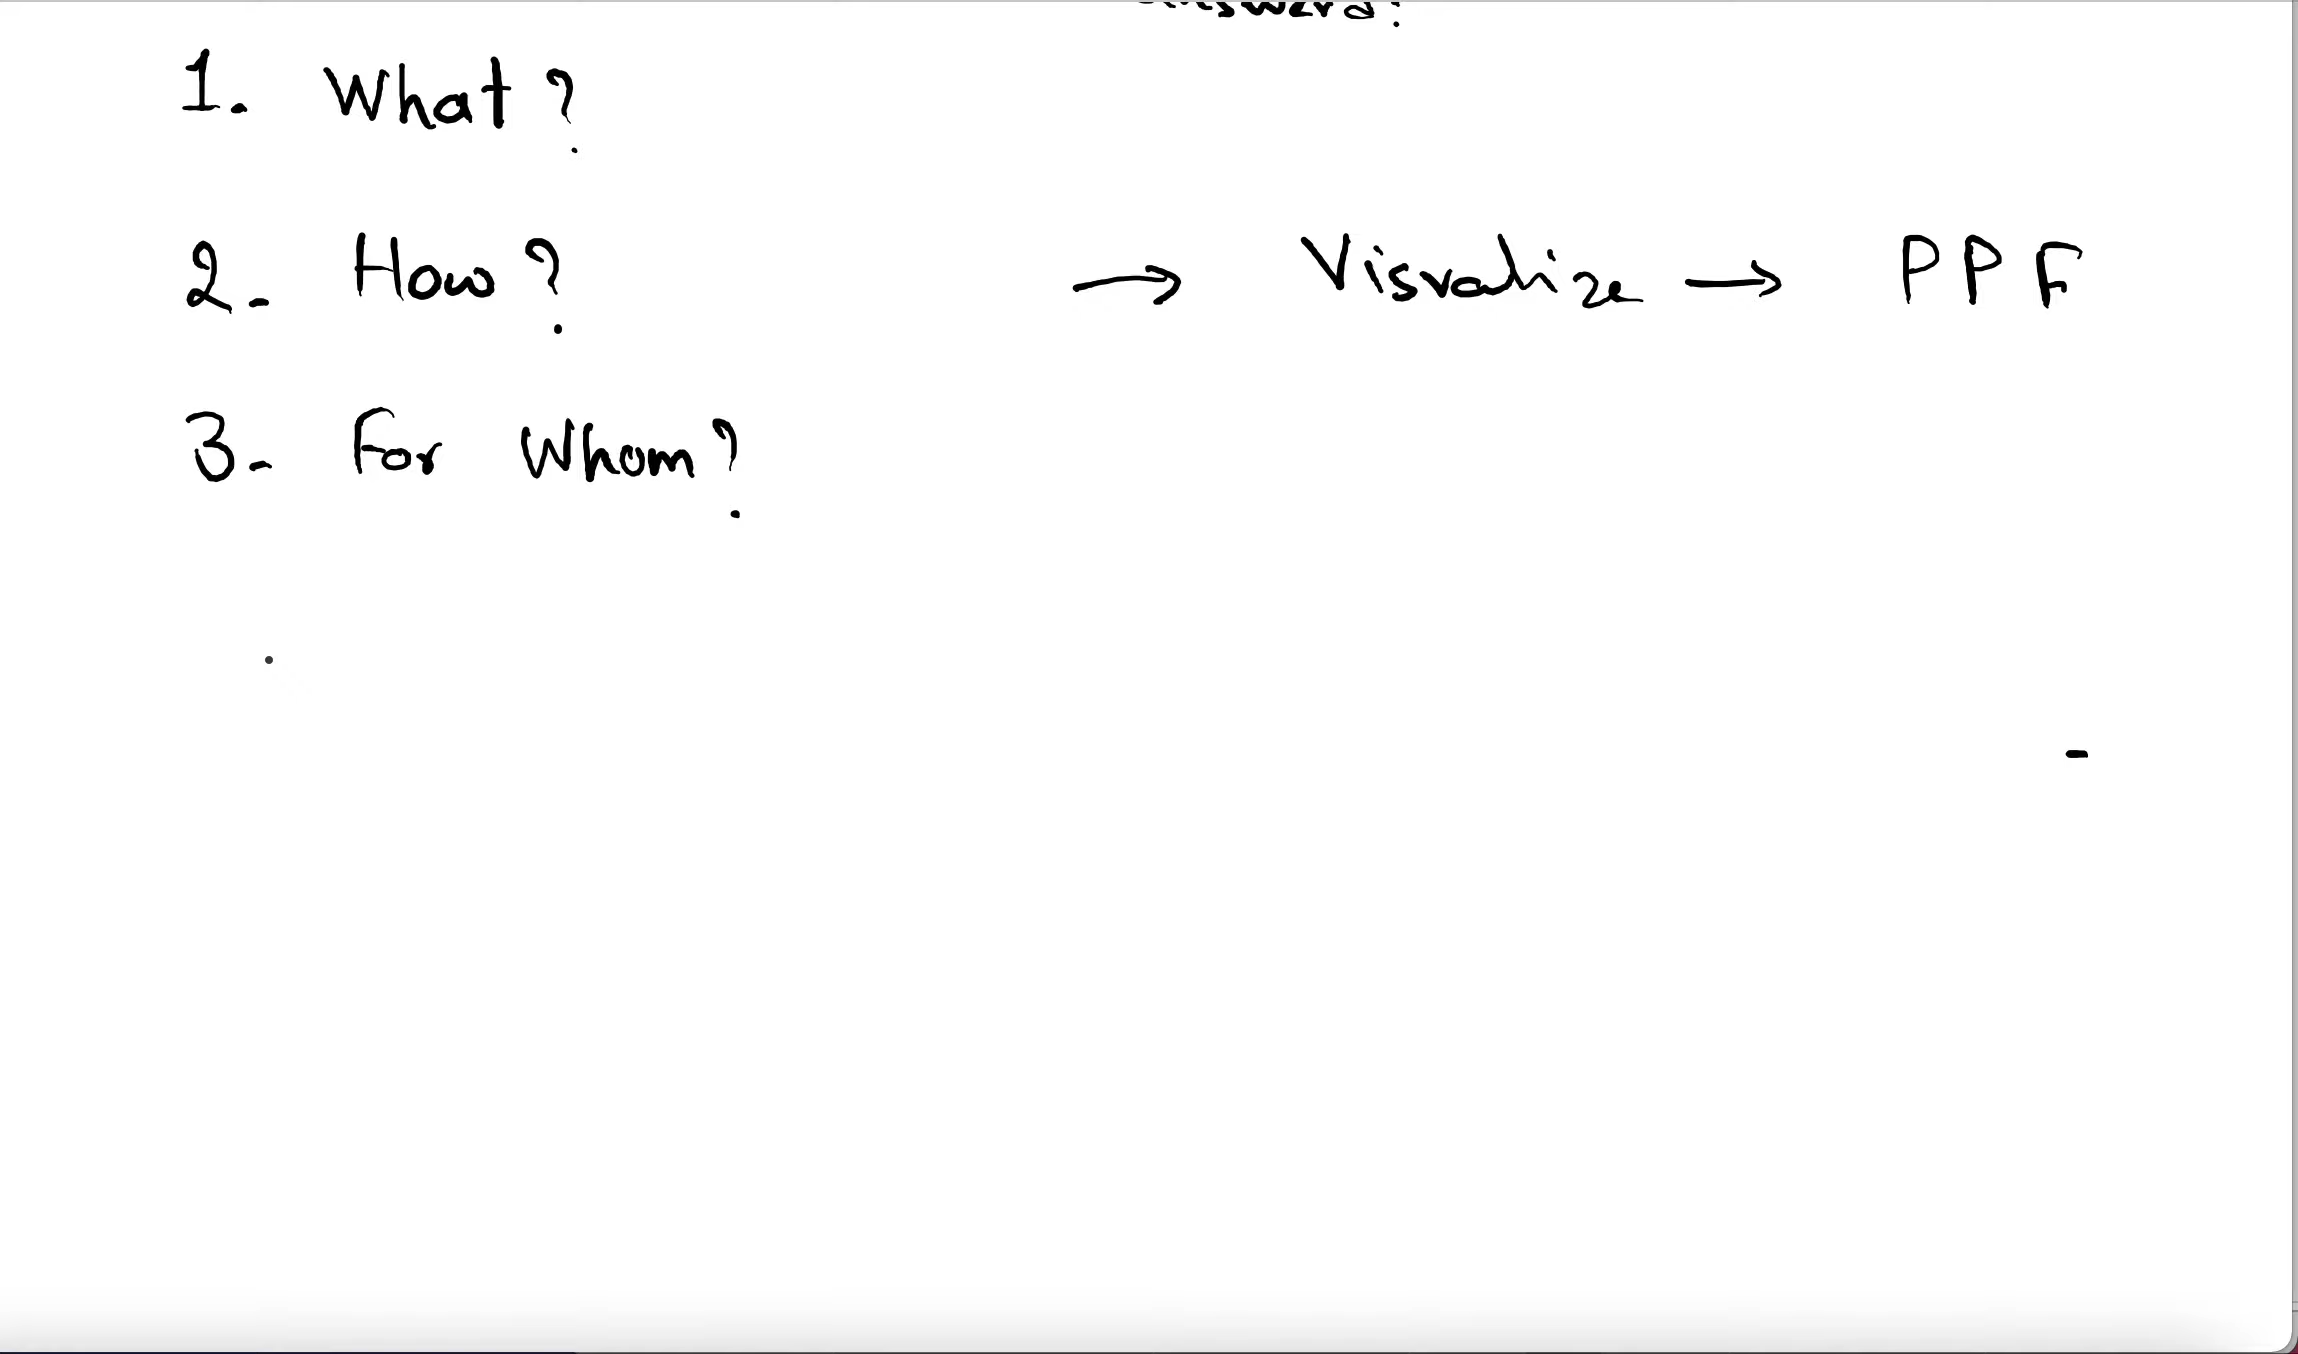 1. What?
2. How? → Visualize → PPF
3. For Whom?